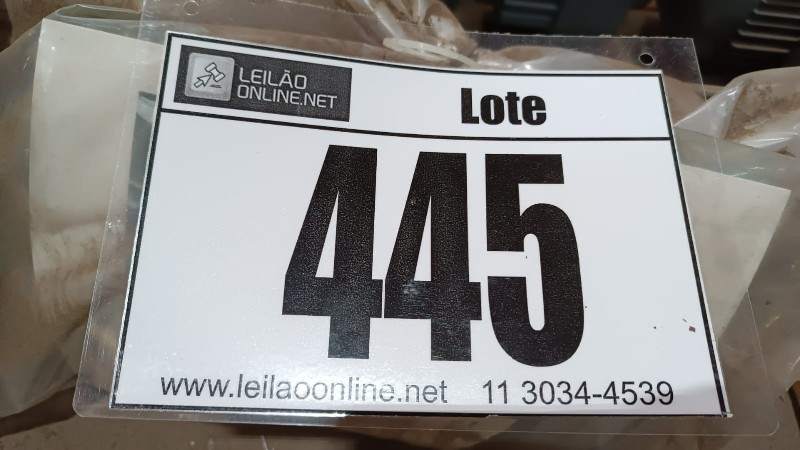 LEILÃO
ONLINE.NET
Lote
445
www.leilaoonline.net 11 3034-4539